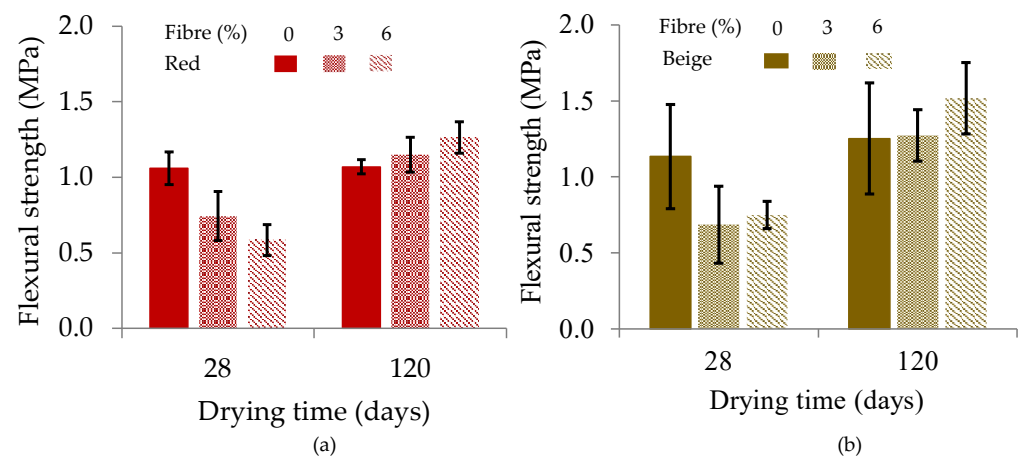 Flexural strength (MPa)
2.0
1.5
1.0
0.5
0.0
Fibre (%) 0 3 6
Red
28 120
Drying time (days)
(a)
Flexural strength (MPa)
2.0
1.5
1.0
0.5
0.0
Fibre (%) 0 3 6
Beige
28 120
Drying time (days)
(b)